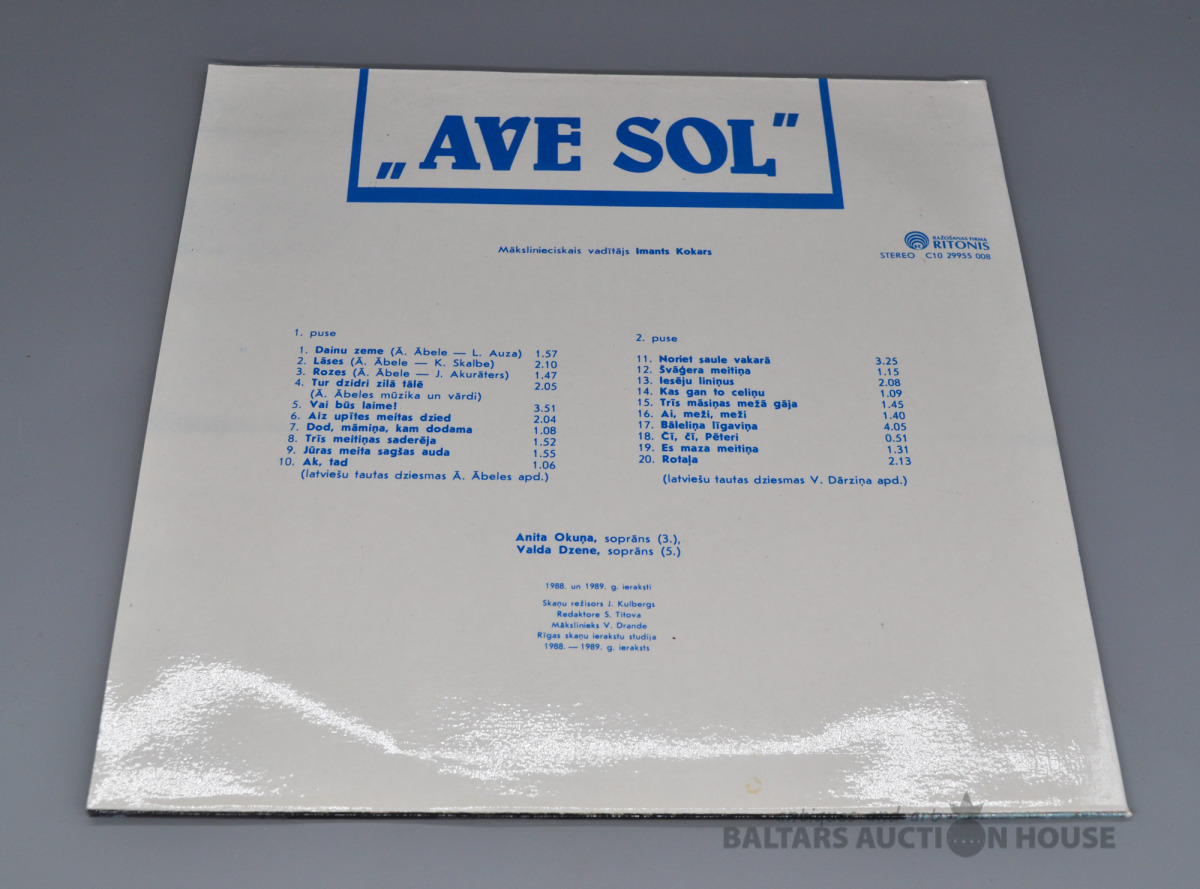 „AVE SOL"
Mākslinieciskais vadītājs Imants Kokars
RAŽOŠANAS FIRMA
RITONIS
STEREO C10 29955 008
1. puse
1. Dainu zeme (Ā. Ābele — L. Auza) 1.57
2. Lāses (Ā. Ābele — K. Skalbe) 2.10
3. Rozes (Ā. Ābele — J. Akurāters) 1.47
4. Tur dzidri zilā tālē 2.05
(Ā. Ābeles mūzika un vārdi)
5. Vai būs laime! 3.51
6. Aiz upītes meitas dzied 2.04
7. Dod, māmiņa, kam dodama 1.08
8. Trīs meitiņas saderēja 1.52
9. Jūras meita sagšas auda 1.55
10. Ak, tad 1.06
(latviešu tautas dziesmas Ā. Ābeles apd.)
2. puse
11. Noriet saule vakarā 3.25
12. Švāģera meitiņa 1.15
13. Iesēju liniņus 2.08
14. Kas gan to celiņu 1.09
15. Trīs māsiņas mežā gāja 1.45
16. Ai, meži, meži 1.40
17. Bāleliņa līgaviņa 4.05
18. Čī, čī, Pēteri 0.51
19. Es maza meitiņa 1.31
20. Rotaļa 2.13
(latviešu tautas dziesmas V. Dārziņa apd.)
Anita Okuņa, soprāns (3.),
Valda Dzene, soprāns (5.)
1988. un 1989. g. ieraksti
Skaņu režisors J. Kulbergs
Redaktore S. Titova
Mākslinieks V. Drande
Rīgas skaņu ierakstu studija
1988. — 1989. g. ieraksts
antiques and art
BALTARS AUCTION HOUSE